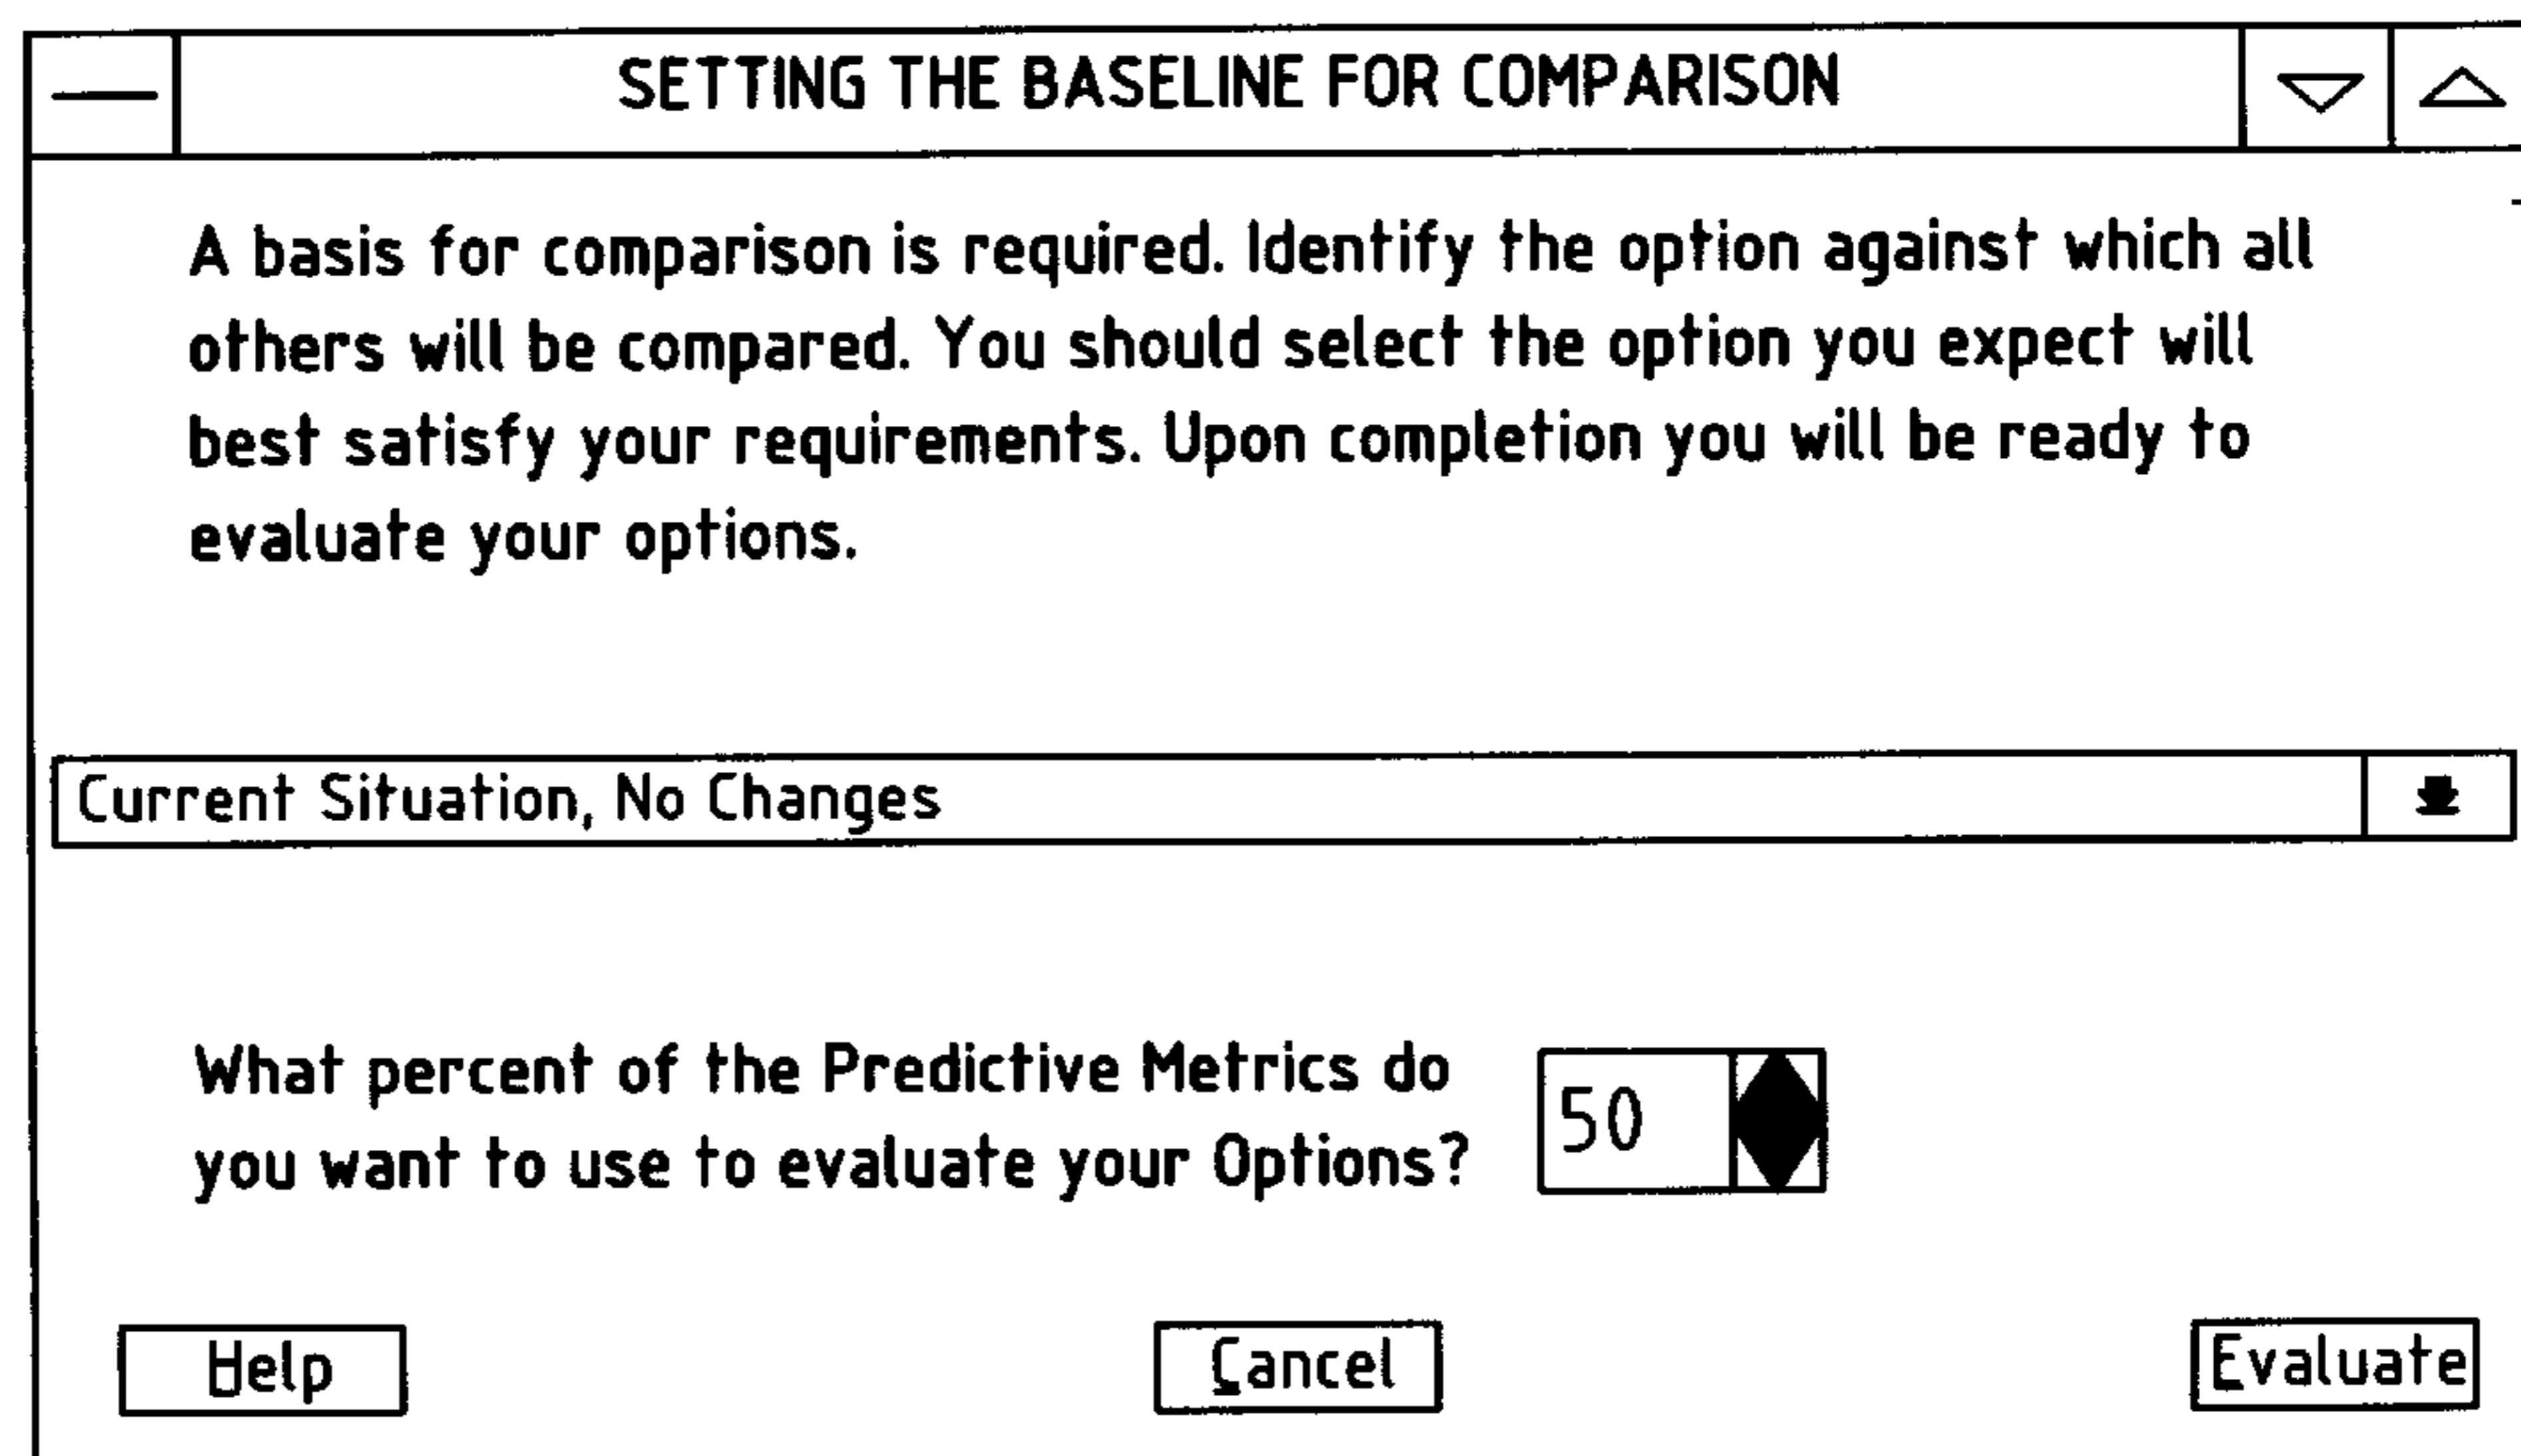 SETTING THE BASELINE FOR COMPARISON
A basis for comparison is required. Identify the option against which all
others will be compared. You should select the option you expect will
best satisfy your requirements. Upon completion you will be ready to
evaluate your options.
Current Situation, No Changes
What percent of the Predictive Metrics do
you want to use to evaluate your Options?
50
Help
Cancel
Evaluate